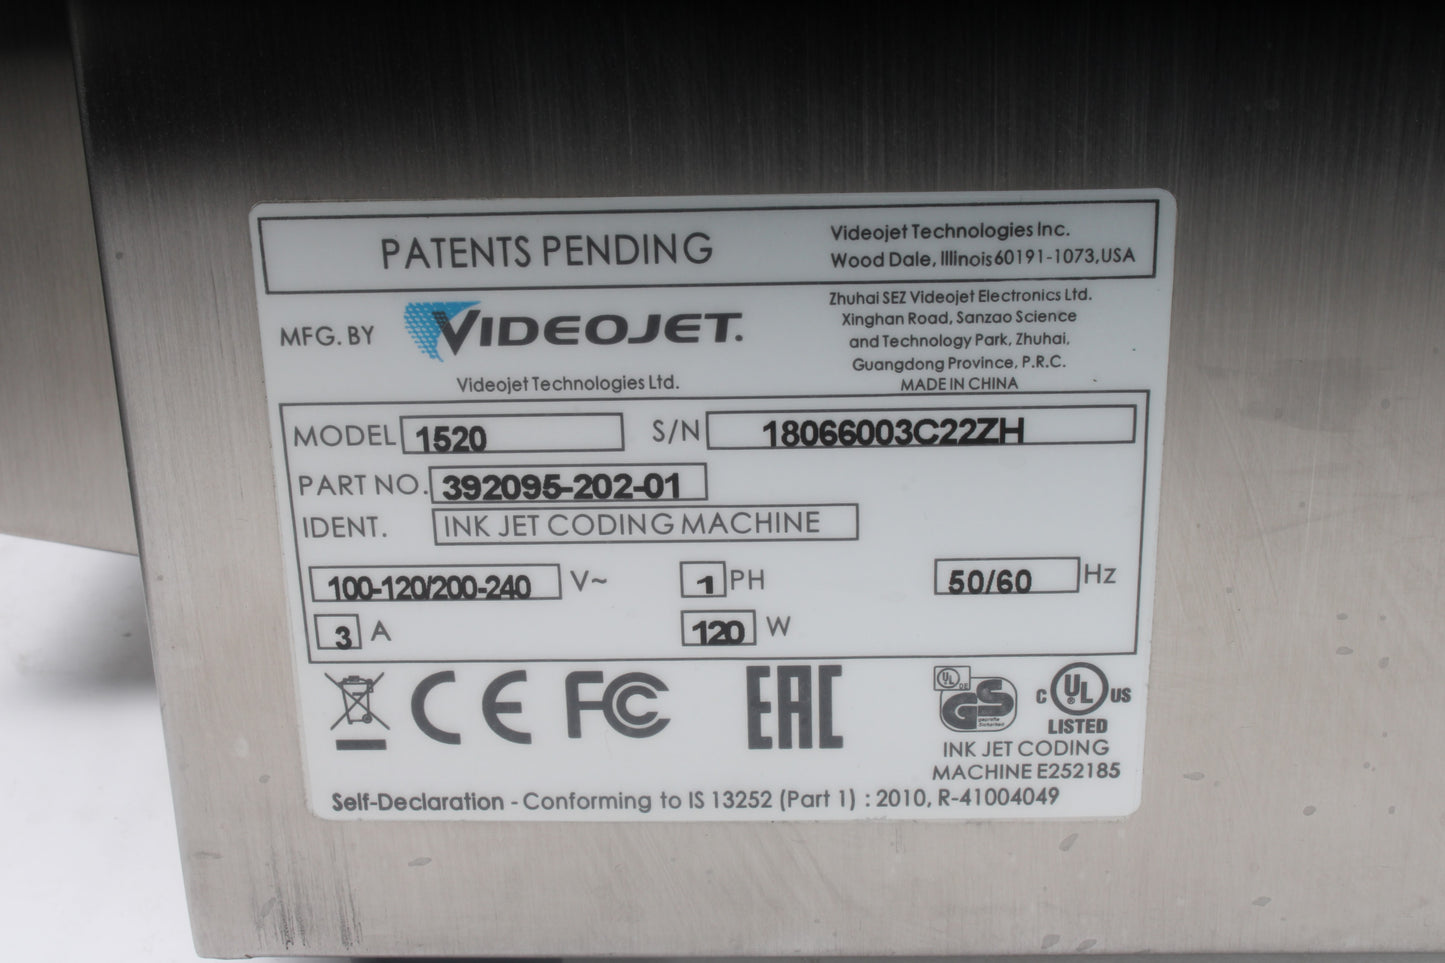 PATENTS PENDING
Videojet Technologies Inc.
Wood Dale, Illinois 60191-1073, USA
MFG. BY VIDEOJET.
Videojet Technologies Ltd.
Zhuhai SEZ Videojet Electronics Ltd.
Xinghan Road, Sanzao Science
and Technology Park, Zhuhai,
Guangdong Province, P.R.C.
MADE IN CHINA
MODEL 1520 S/N 18066003C22ZH
PART NO. 392095-202-01
IDENT. INK JET CODING MACHINE
100-120/200-240 V~ 1 PH 50/60 Hz
3 A 120 W
CE FC EAC
UL DE
GS
geprüfte
Sicherheit
C UL ® US
LISTED
INK JET CODING
MACHINE E252185
Self-Declaration - Conforming to IS 13252 (Part 1) : 2010, R-41004049